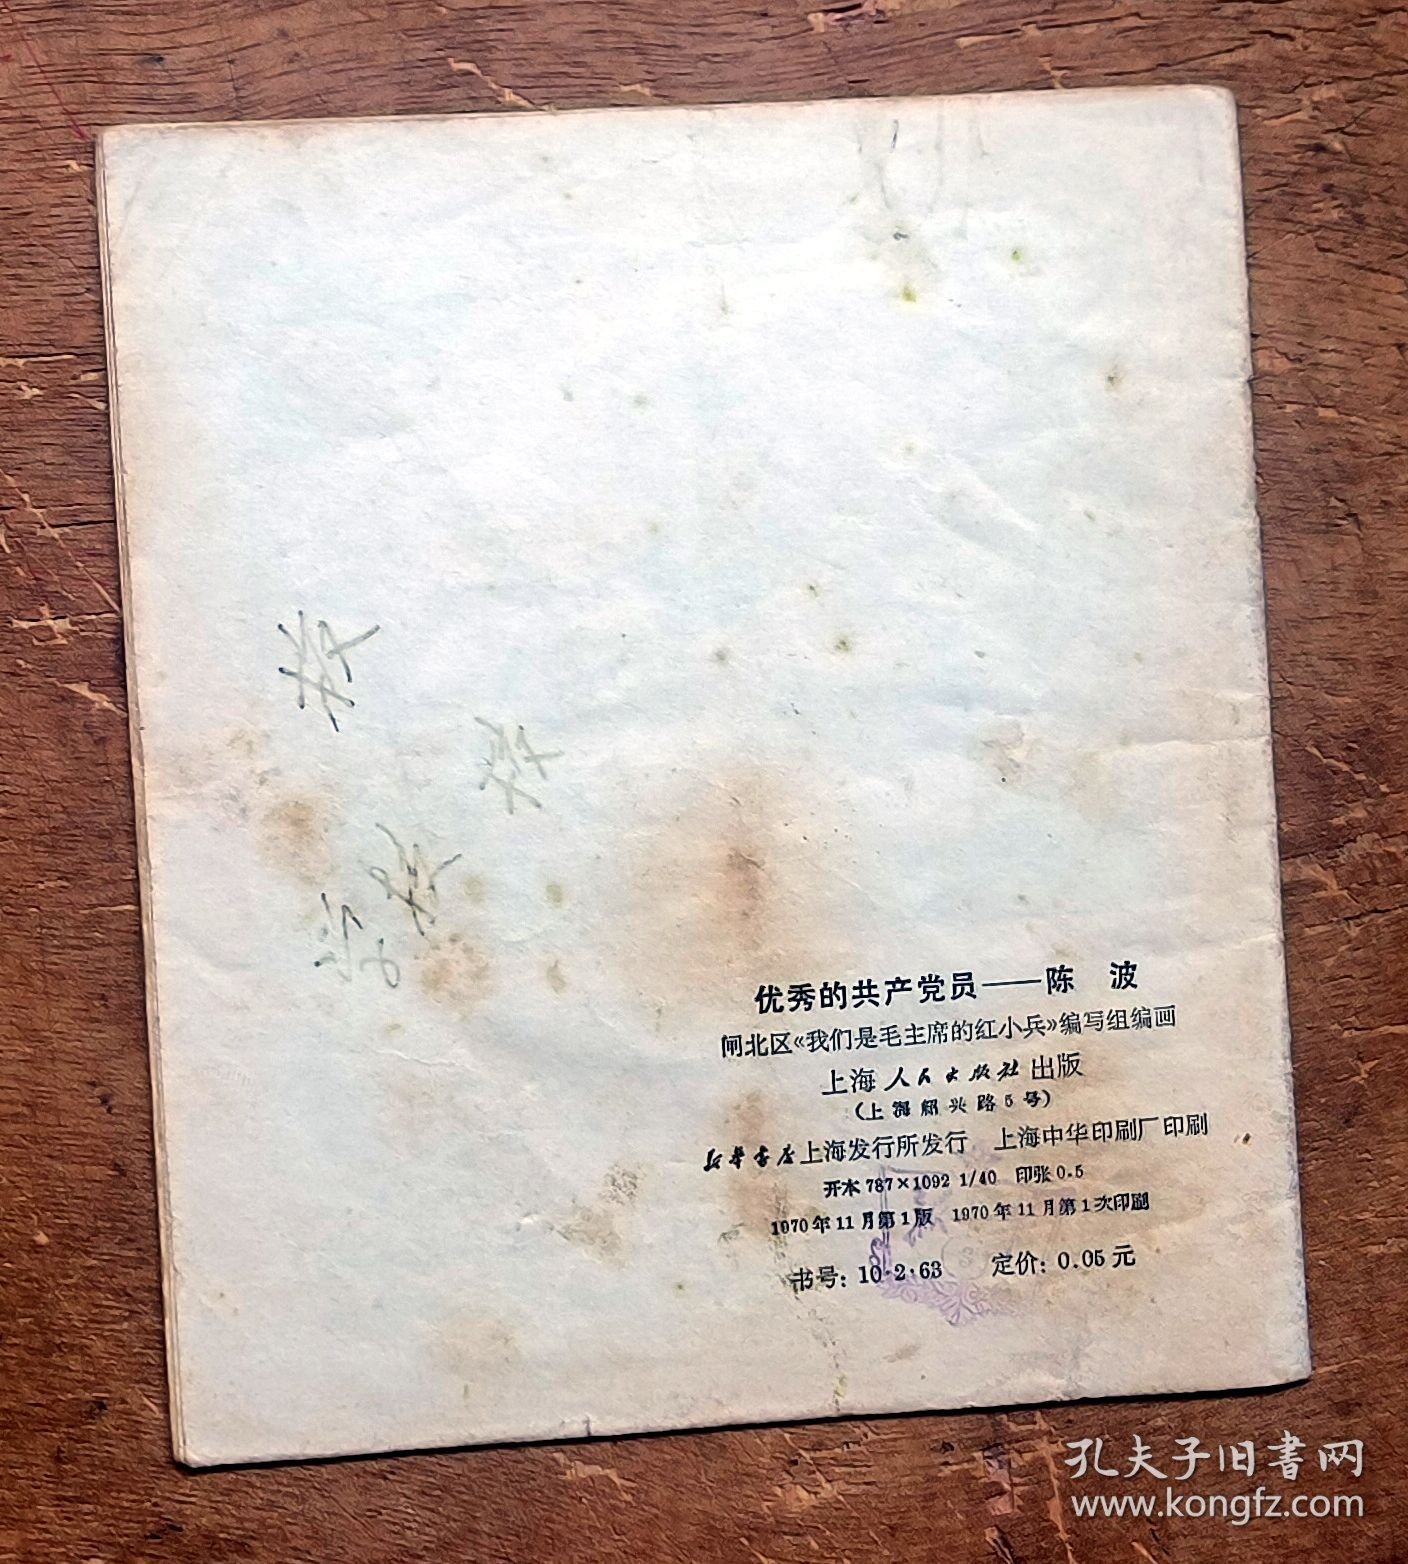 优秀的共产党员——陈 波
闸北区《我们是毛主席的红小兵》编写组编画
上海人民出版社出版
(上海绍兴路5号)
新华书店上海发行所发行 上海中华印刷厂印刷
开本 787×1092 1/40 印张 0.5
1970年11月第1版 1970年11月第1次印刷
书号：10·2·63 定价：0.05元
孔夫子旧书网
www.kongfz.com